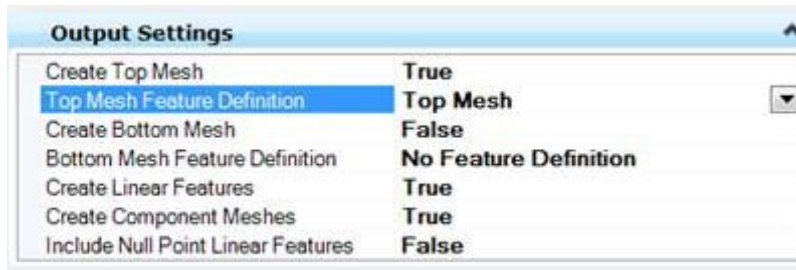 Output Settings
Create Top Mesh True
Top Mesh Feature Definition Top Mesh
Create Bottom Mesh False
Bottom Mesh Feature Definition No Feature Definition
Create Linear Features True
Create Component Meshes True
Include Null Point Linear Features False